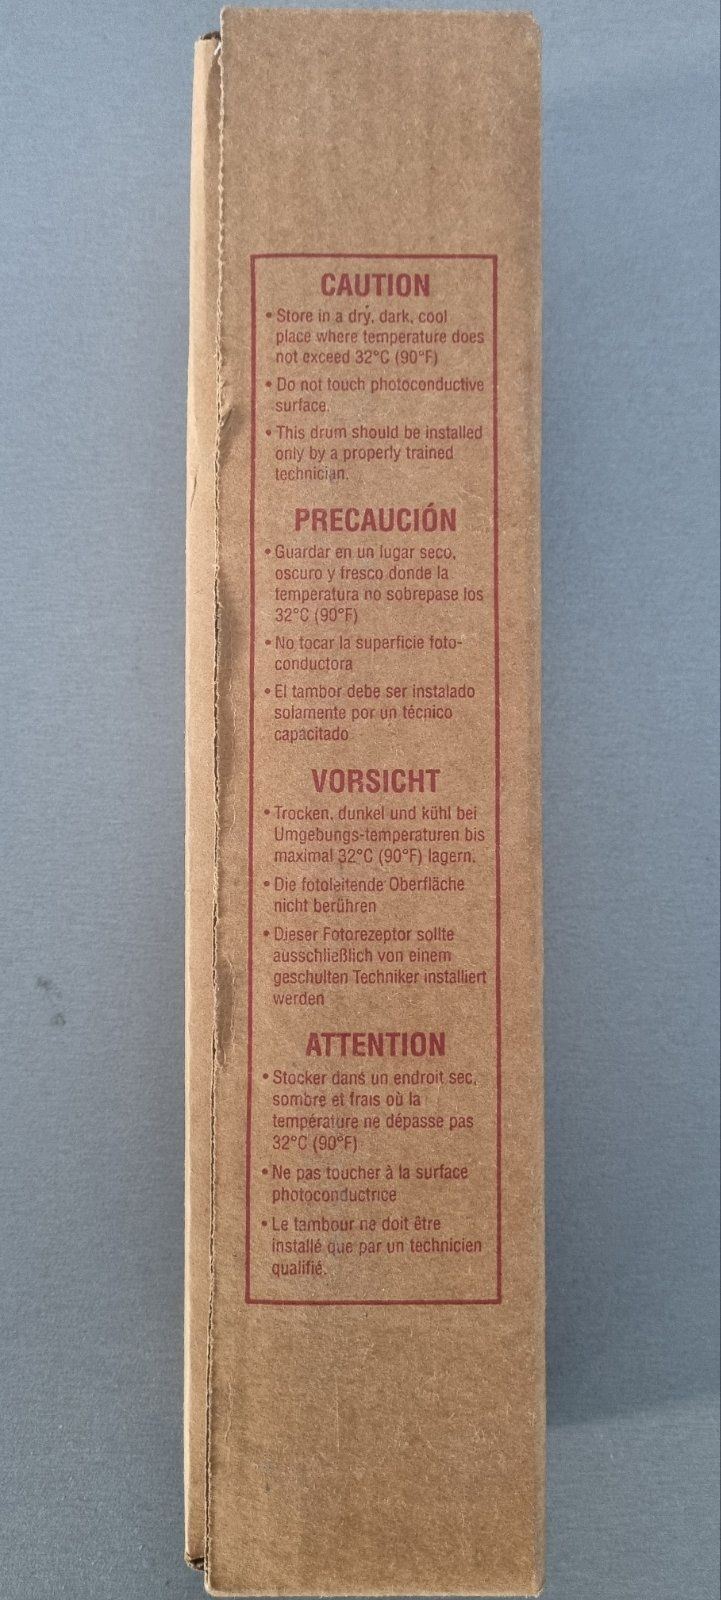 CAUTION
• Store in a dry, dark, cool
place where temperature does
not exceed 32°C (90°F)
• Do not touch photoconductive
surface.
• This drum should be installed
only by a properly trained
technician.
PRECAUCIÓN
• Guardar en un lugar seco,
oscuro y fresco donde la
temperatura no sobrepase los
32°C (90°F)
• No tocar la superficie foto-
conductora
• El tambor debe ser instalado
solamente por un técnico
capacitado
VORSICHT
• Trocken, dunkel und kühl bei
Umgebungs-temperaturen bis
maximal 32°C (90°F) lagern.
• Die fotoleitende Oberfläche
nicht berühren
• Dieser Fotorezeptor sollte
ausschließlich von einem
geschulten Techniker installiert
werden
ATTENTION
• Stocker dans un endroit sec,
sombre et frais où la
température ne dépasse pas
32°C (90°F)
• Ne pas toucher à la surface
photoconductrice
• Le tambour ne doit être
installé que par un technicien
qualifié.